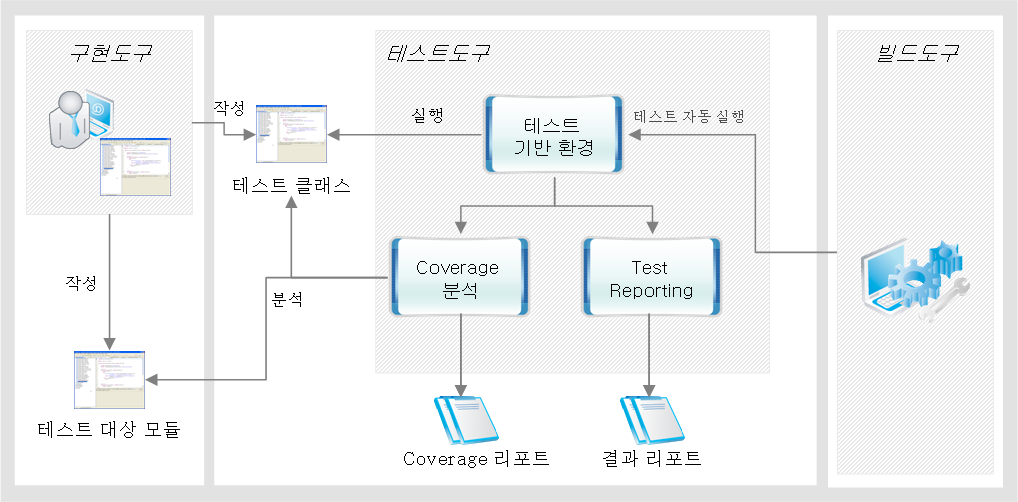 구현도구
테스트도구
빌드도구
작성
실행
테스트 자동 실행
테스트
기반 환경
테스트 클래스
작성
분석
Coverage
분석
Test
Reporting
테스트 대상 모듈
Coverage 리포트
결과 리포트